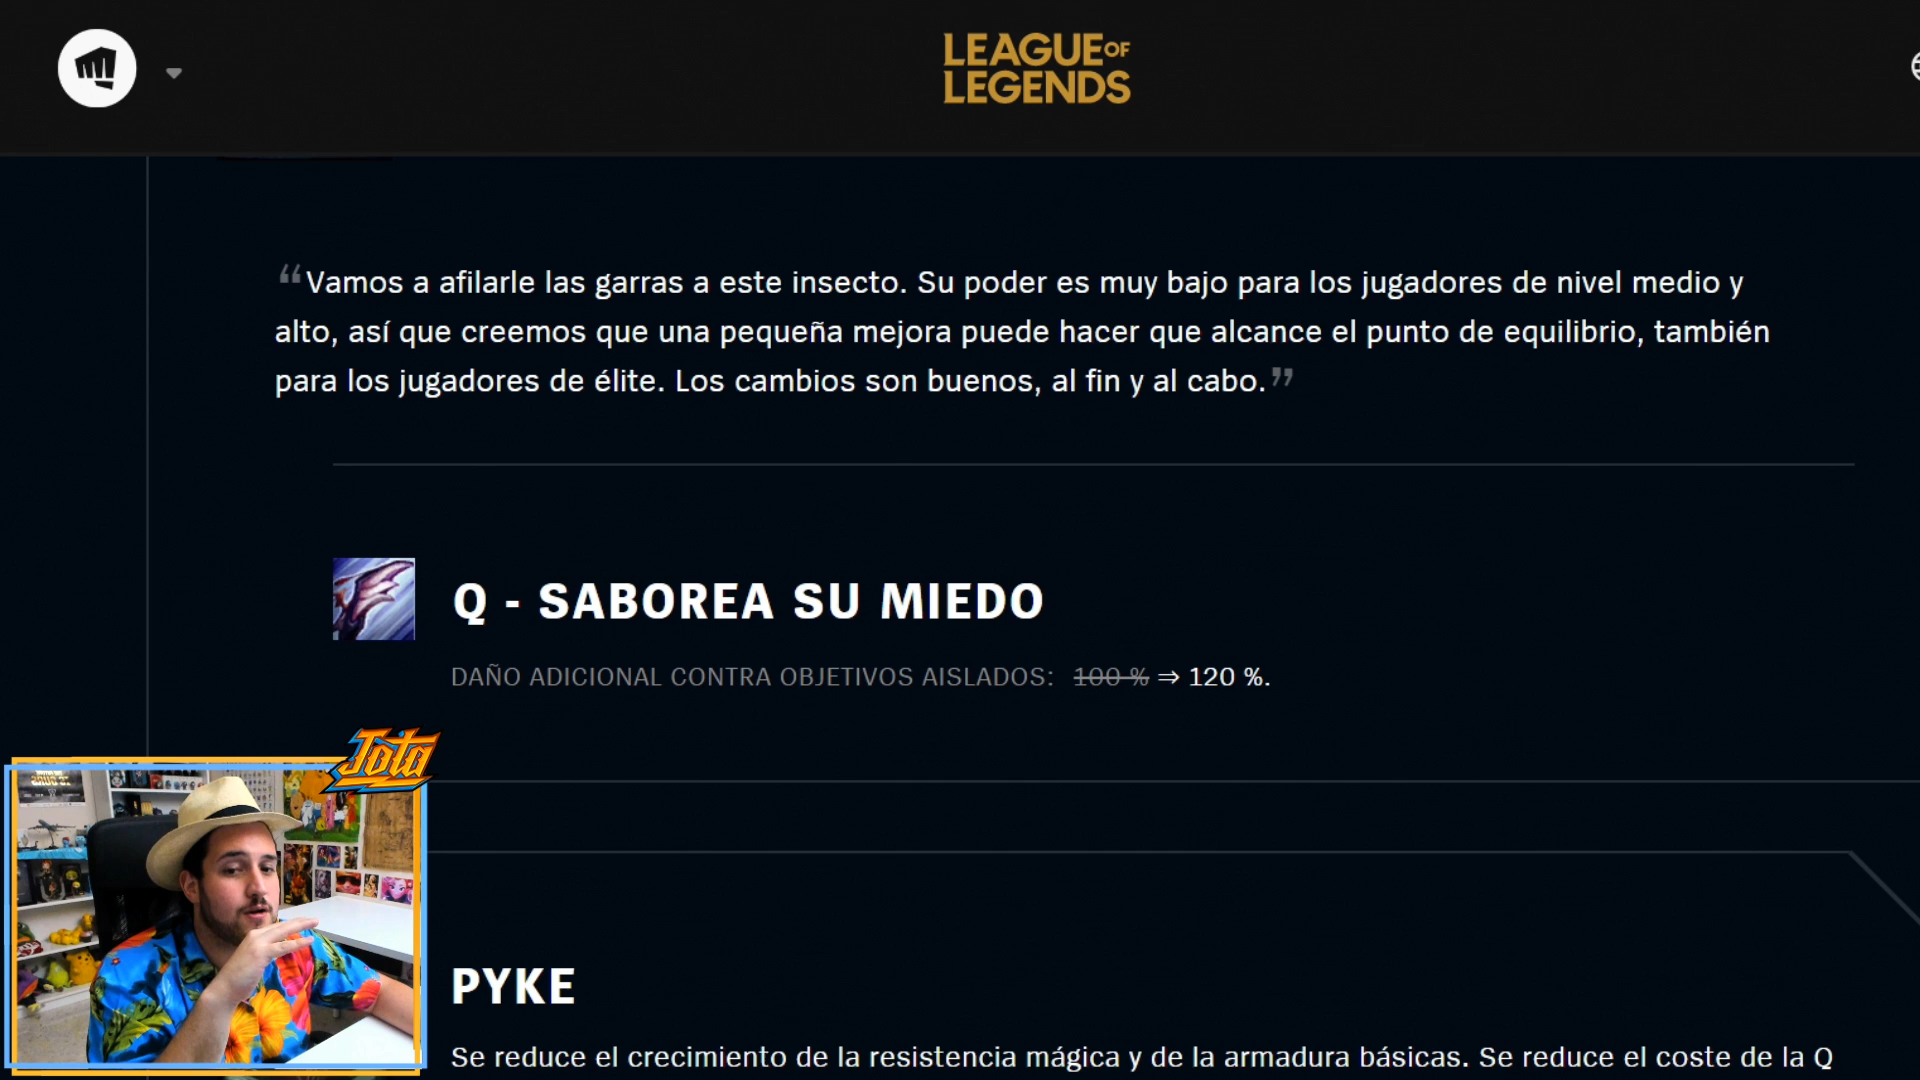 LEAGUE OF
LEGENDS
“Vamos a afilarle las garras a este insecto. Su poder es muy bajo para los jugadores de nivel medio y
alto, así que creemos que una pequeña mejora puede hacer que alcance el punto de equilibrio, también
para los jugadores de élite. Los cambios son buenos, al fin y al cabo.”
Q - SABOREA SU MIEDO
DAÑO ADICIONAL CONTRA OBJETIVOS AISLADOS: 100 % ⇒ 120 %.
Jota
PYKE
Se reduce el crecimiento de la resistencia mágica y de la armadura básicas. Se reduce el coste de la Q